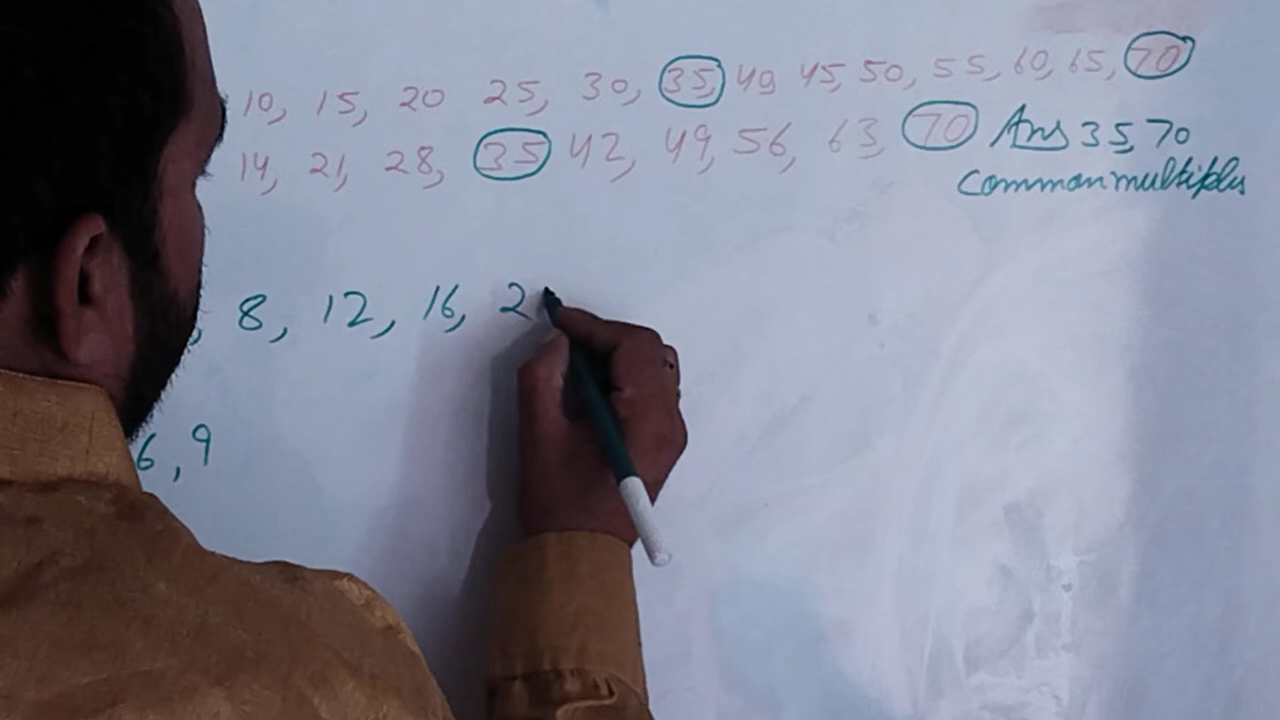 10, 15, 20 25, 30, 35, 40 45, 50, 55, 60, 65, 70
14, 21, 28, 35 42, 49, 56, 63, 70 Ans 35, 70
common multiples
, 8, 12, 16, 2
6, 9